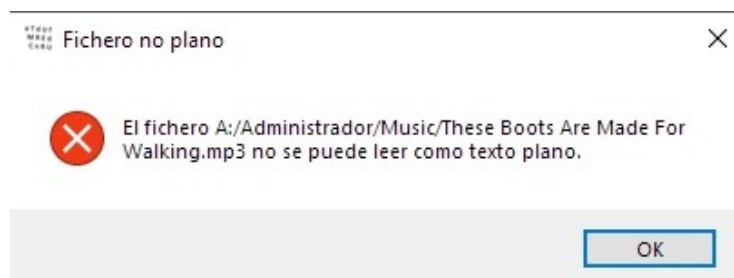 Fichero no plano
El fichero A:/Administrador/Music/These Boots Are Made For
Walking.mp3 no se puede leer como texto plano.
OK